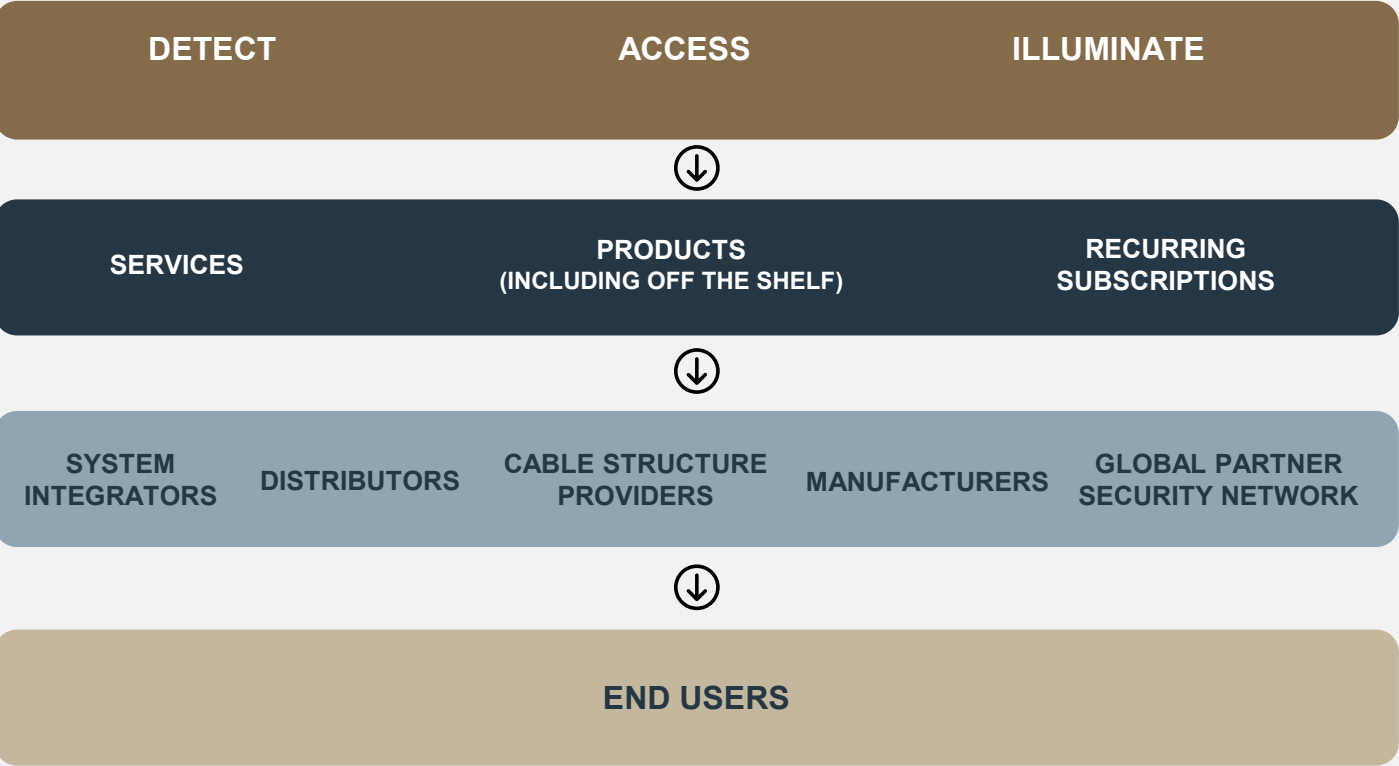 DETECT
ACCESS
ILLUMINATE
SERVICES
PRODUCTS
(INCLUDING OFF THE SHELF)
RECURRING
SUBSCRIPTIONS
SYSTEM
INTEGRATORS
DISTRIBUTORS
CABLE STRUCTURE
PROVIDERS
MANUFACTURERS
GLOBAL PARTNER
SECURITY NETWORK
END USERS